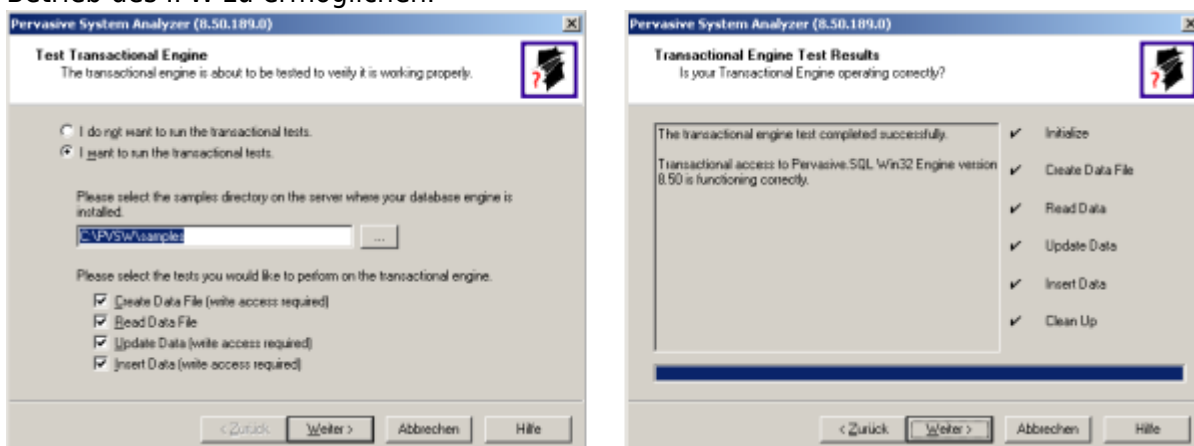 Betrieb des
zu ermöglichen.
Pervasive System Analyzer (8.50.189.0)
Test Transactional Engine
The transactional engine is about to be tested to verify it is working properly.
I do not want to run the transactional tests.
I want to run the transactional tests.
Please select the samples directory on the server where your database engine is
installed.
C:\PVSW\samples
...
Please select the tests you would like to perform on the transactional engine.
Create Data File (write access required)
Read Data File
Update Data (write access required)
Insert Data (write access required)
< Zurück
Weiter >
Abbrechen
Hilfe
Pervasive System Analyzer (8.50.189.0)
Transactional Engine Test Results
Is your Transactional Engine operating correctly?
The transactional engine test completed successfully.
Transactional access to Pervasive.SQL Win32 Engine version
8.50 is functioning correctly.
Initialize
Create Data File
Read Data
Update Data
Insert Data
Clean Up
< Zurück
Weiter >
Abbrechen
Hilfe